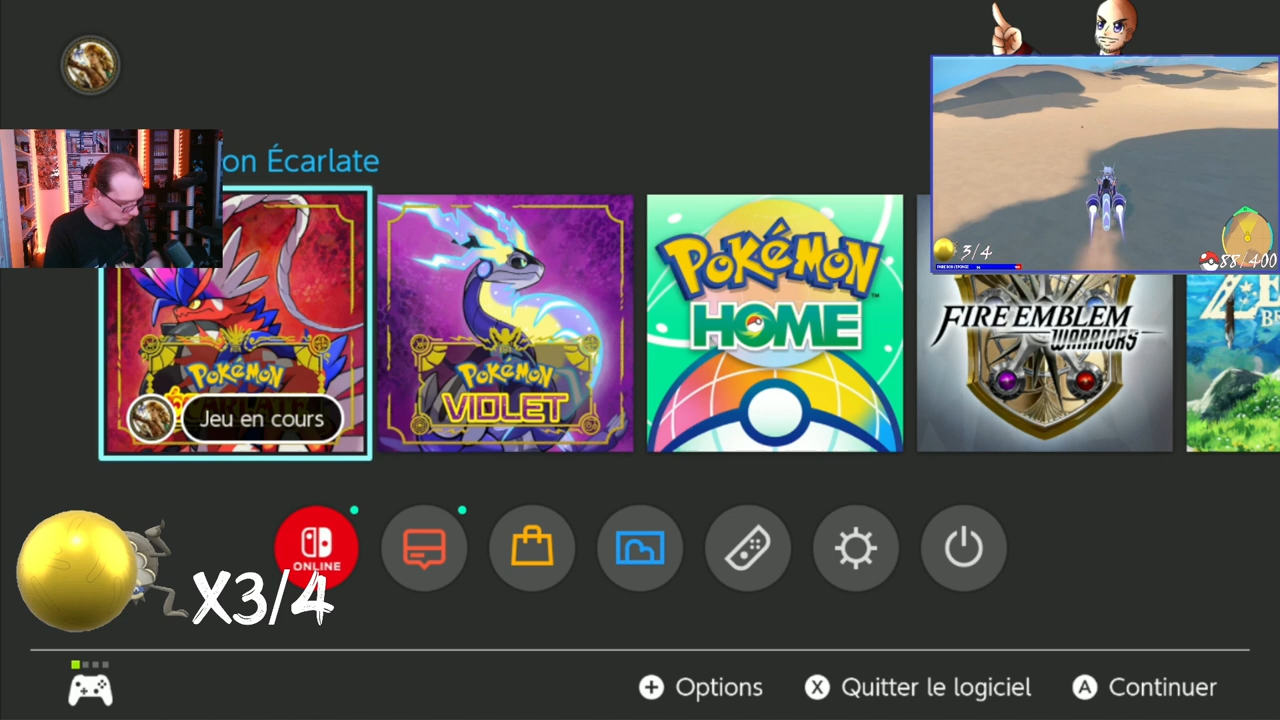 on Écarlate
Pokémon
Jeu en cours
Pokémon
VIOLET
POKéMON
HOME
FIRE EMBLEM
WARRIORS
3/4
88/400
ONLINE
X3/4
Options
Quitter le logiciel
Continuer